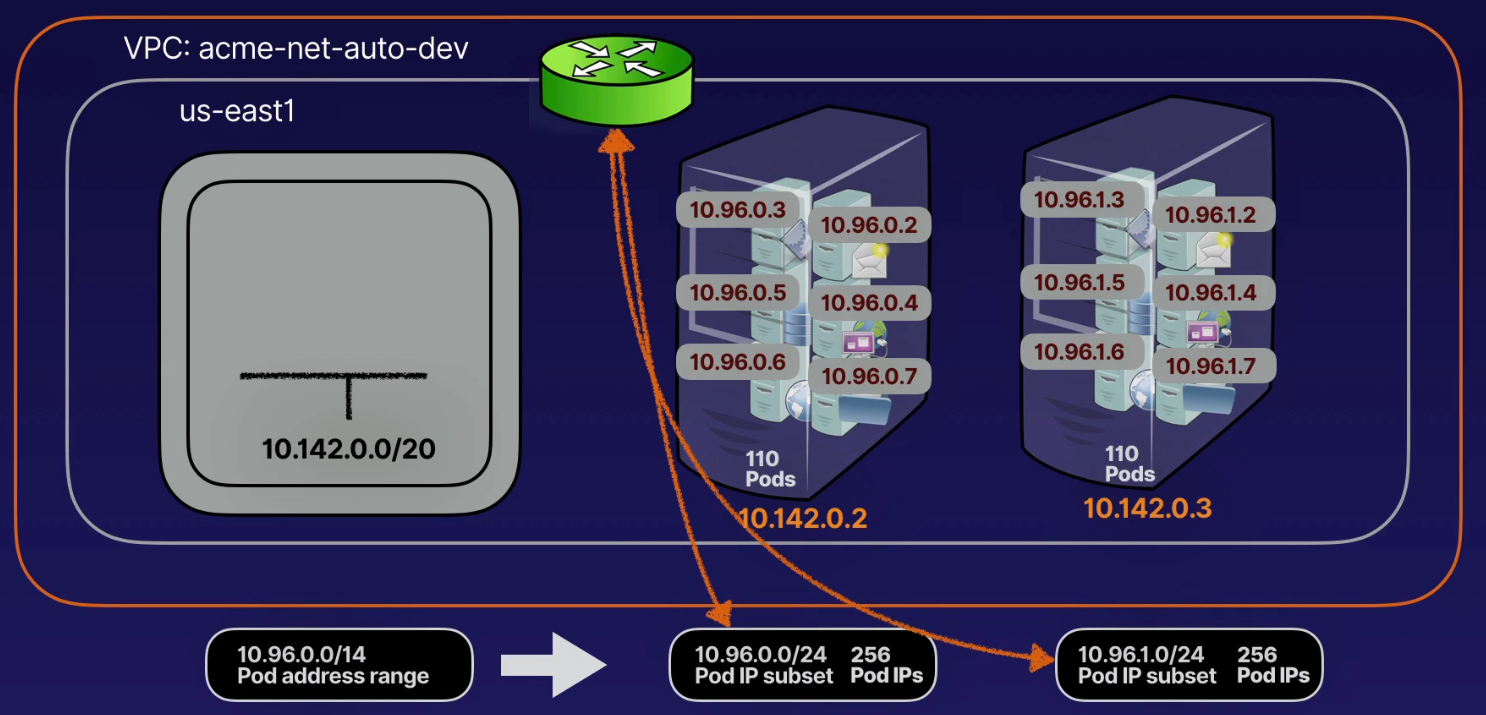 VPC: acme-net-auto-dev
us-east1
10.142.0.0/20
10.96.0.3
10.96.0.2
10.96.0.5
10.96.0.4
10.96.0.6
10.96.0.7
110
Pods
10.142.0.2
10.96.1.3
10.96.1.2
10.96.1.5
10.96.1.4
10.96.1.6
10.96.1.7
110
Pods
10.142.0.3
10.96.0.0/14
Pod address range
10.96.0.0/24 256
Pod IP subset Pod IPs
10.96.1.0/24 256
Pod IP subset Pod IPs